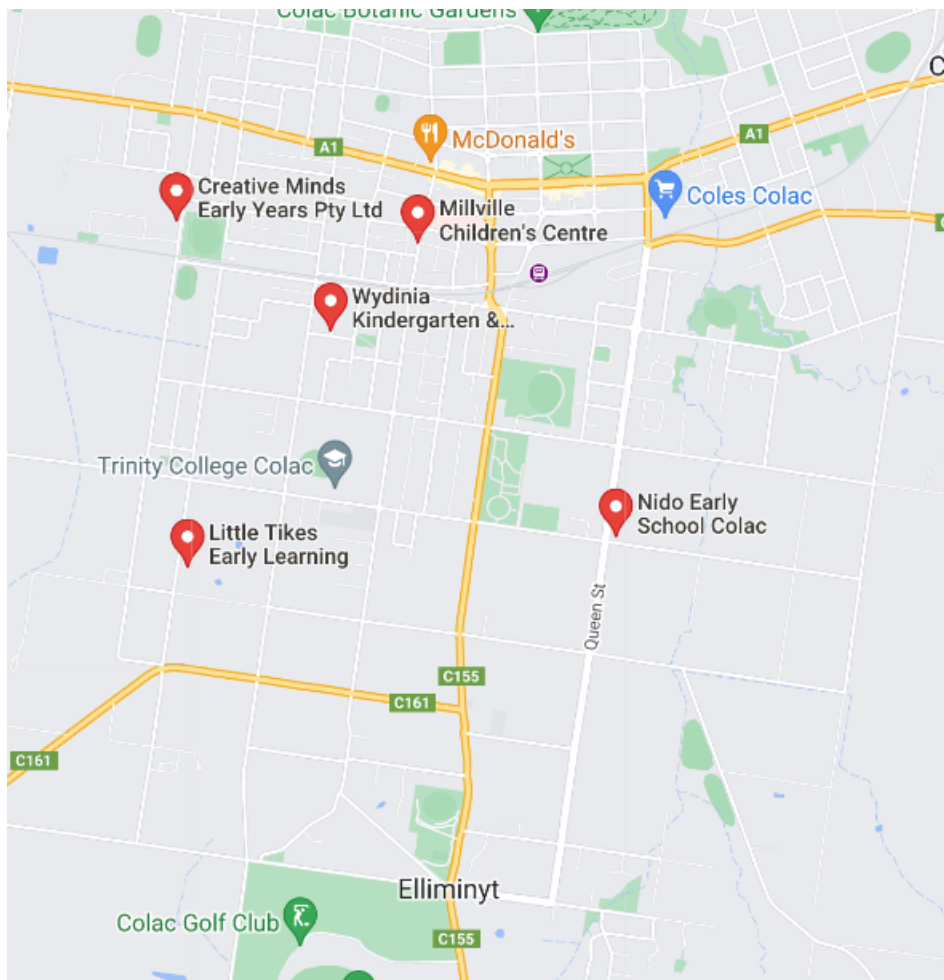 Colac Botanic Gardens
C
A1
A1
McDonald's
Creative Minds
Early Years Pty Ltd
Millville
Children's Centre
Coles Colac
Wydinia
Kindergarten &...
Trinity College Colac
Nido Early
School Colac
Little Tikes
Early Learning
Queen St
C155
C161
C161
Elliminyt
Colac Golf Club
C155